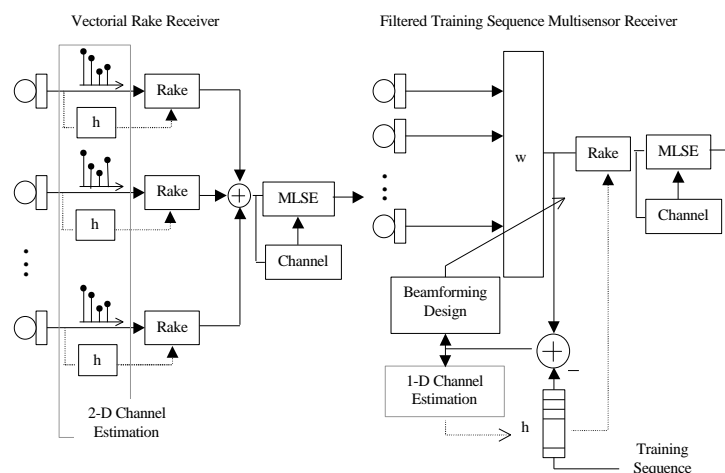 Vectorial Rake Receiver
Rake
h
Rake
h
MLSE
Channel
Rake
h
2-D Channel
Estimation
Filtered Training Sequence Multisensor Receiver
w
Rake
MLSE
Channel
Beamforming
Design
1-D Channel
Estimation
h
Training
Sequence